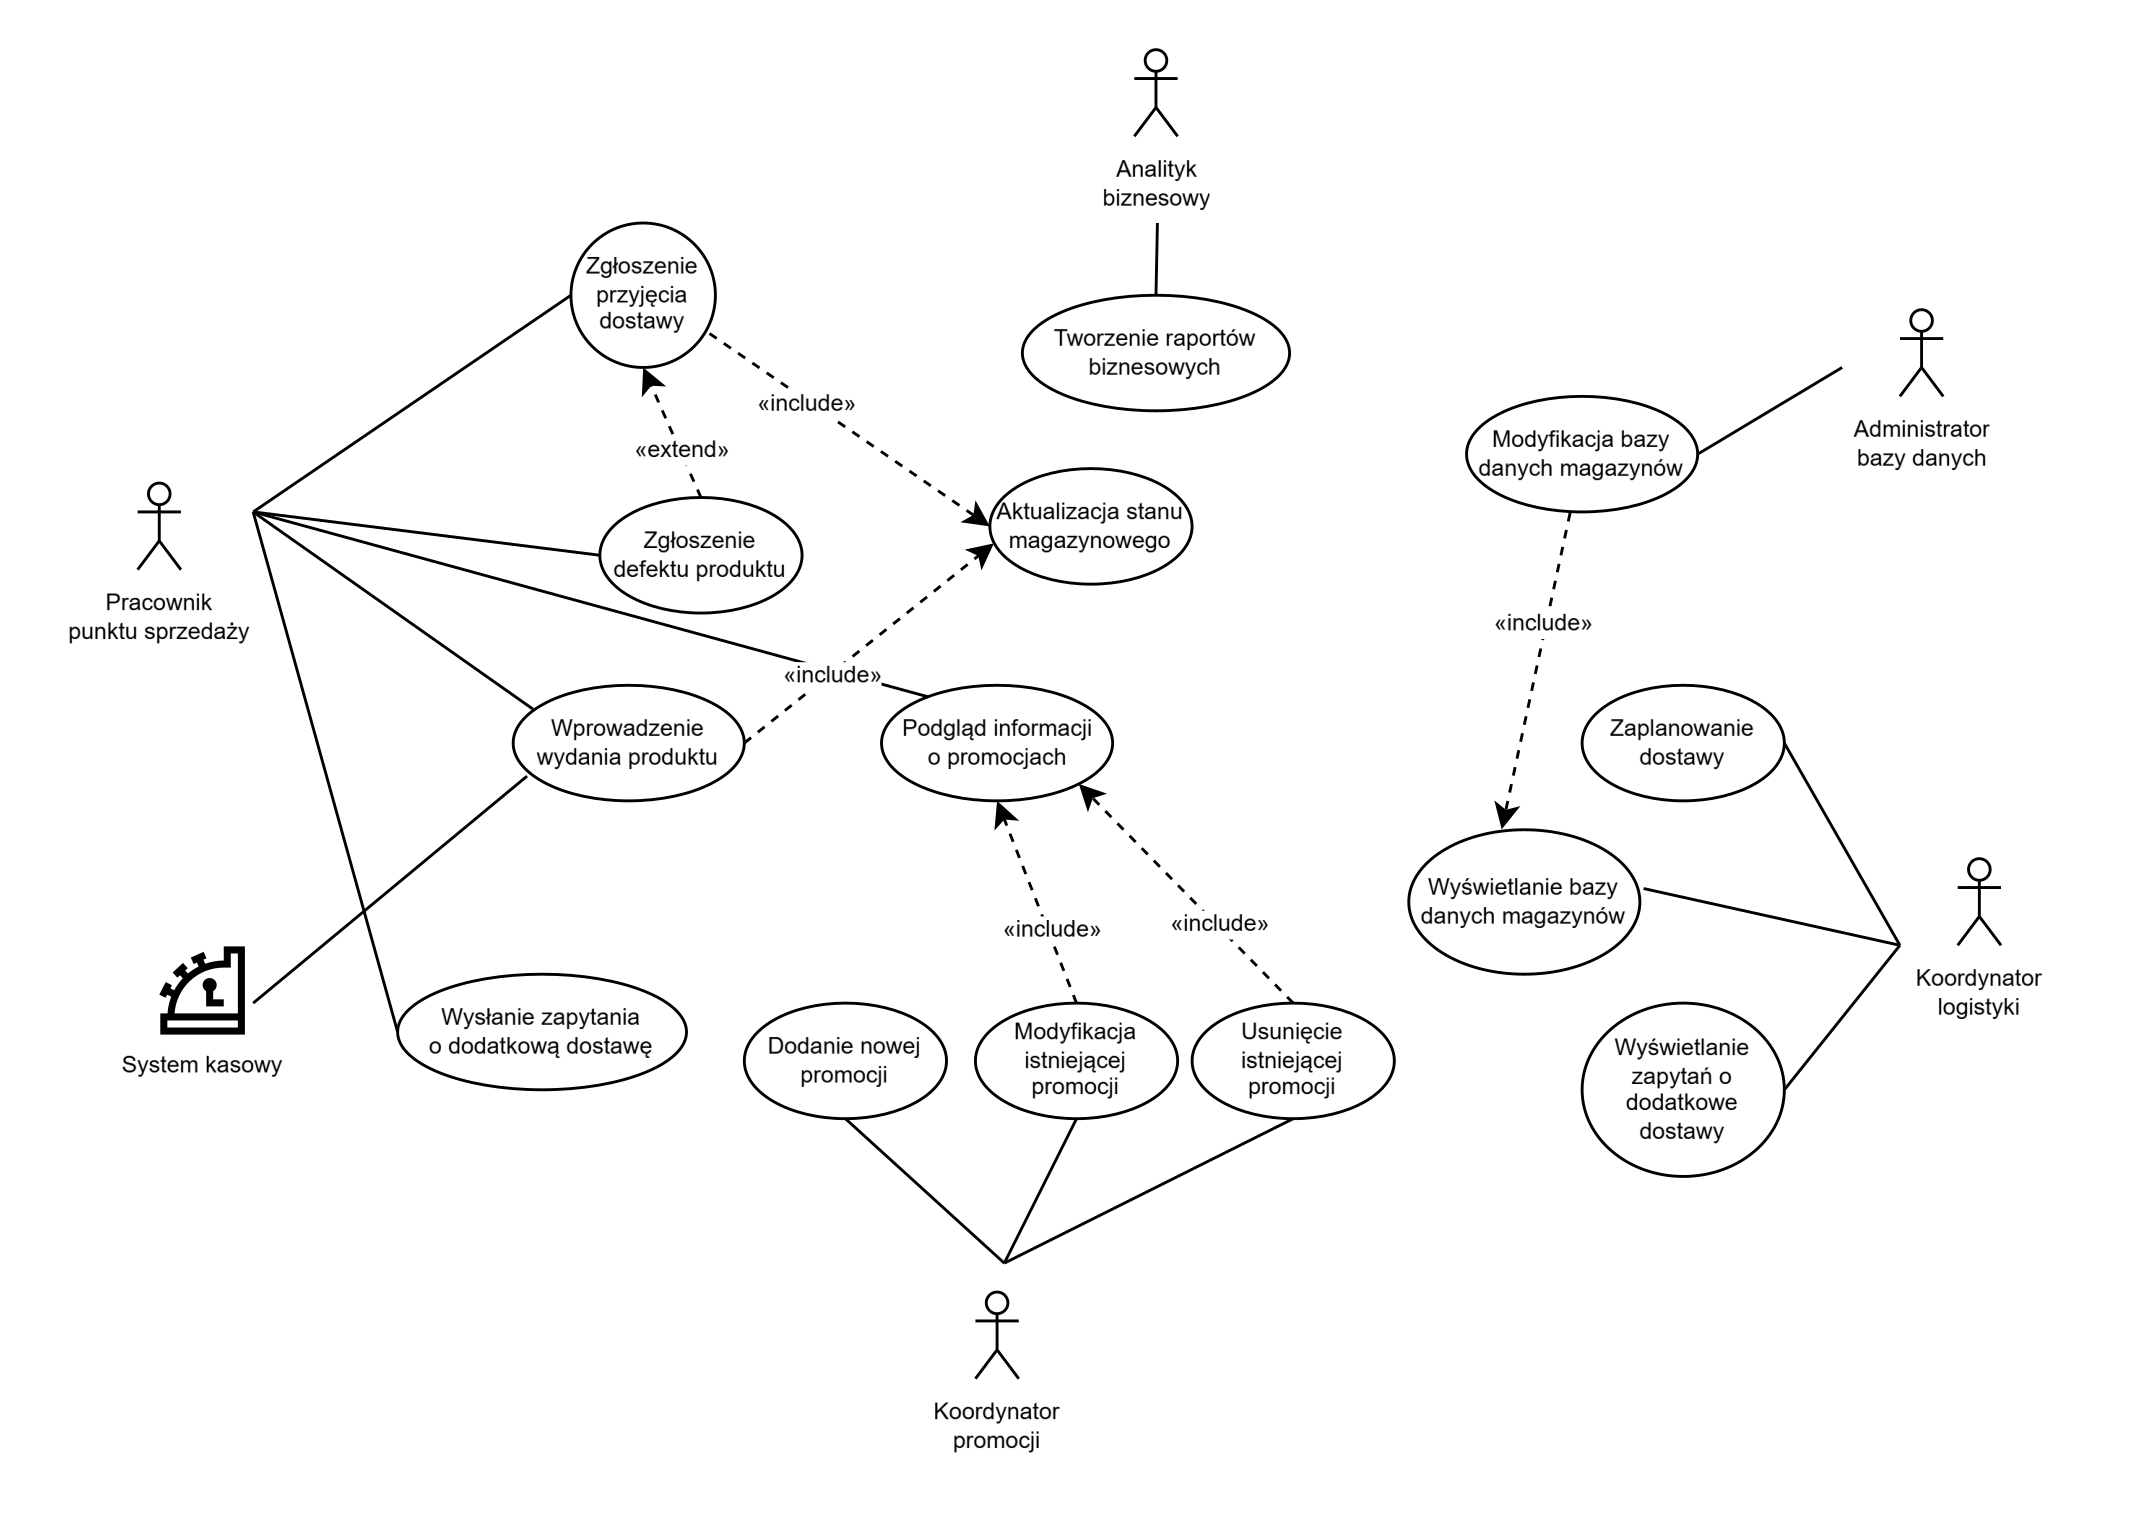 Analityk
biznesowy
Zgłoszenie
przyjęcia
dostawy
Tworzenie raportów
biznesowych
«include»
«extend»
Administrator
bazy danych
Modyfikacja bazy
danych magazynów
Aktualizacja stanu
magazynowego
Zgłoszenie
defektu produktu
Pracownik
punktu sprzedaży
«include»
«include»
Wprowadzenie
wydania produktu
Podgląd informacji
o promocjach
Zaplanowanie
dostawy
Wyświetlanie bazy
danych magazynów
«include»
«include»
Koordynator
logistyki
System kasowy
Wysłanie zapytania
o dodatkową dostawę
Dodanie nowej
promocji
Modyfikacja
istniejącej
promocji
Usunięcie
istniejącej
promocji
Wyświetlanie
zapytań o
dodatkowe
dostawy
Koordynator
promocji